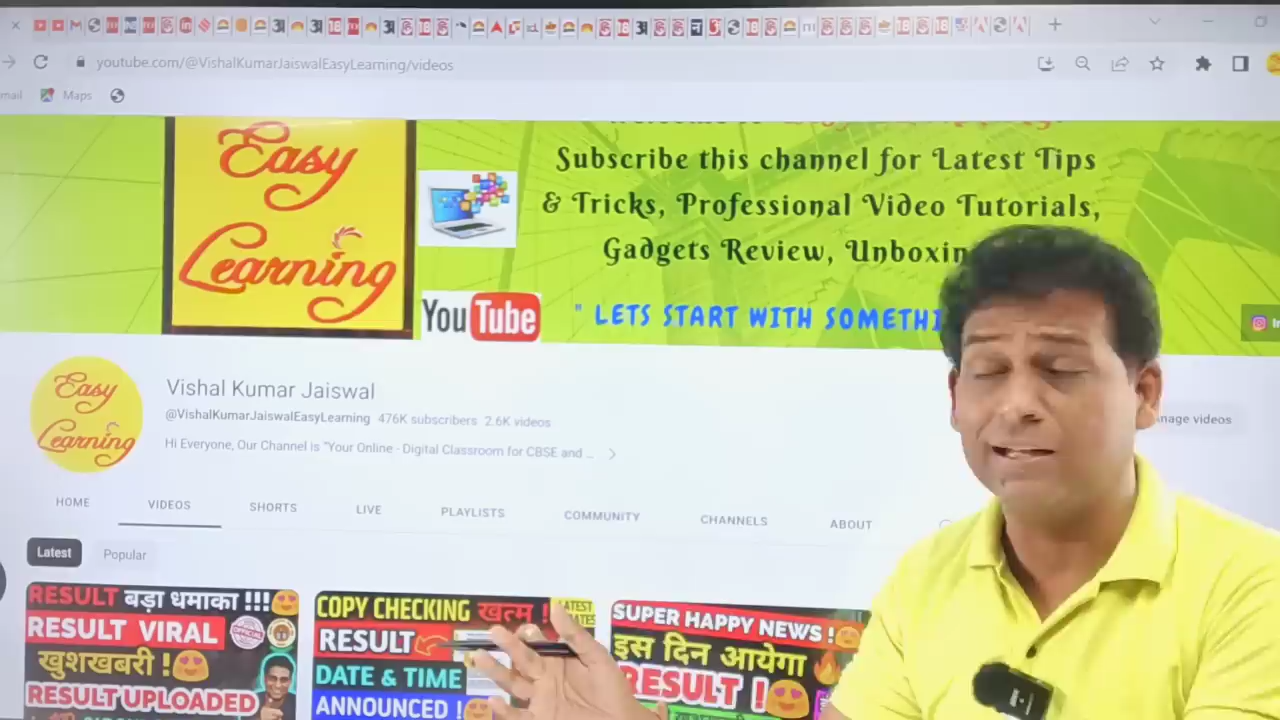 youtube.com/@VishalKumarJaiswalEasyLearning/videos
Maps
Easy
Learning
Subscribe this channel for Latest Tips
& Tricks, Professional Video Tutorials,
Gadgets Review, Unboxin
YouTube
" LETS START WITH SOMETHI
Easy
Learning
Vishal Kumar Jaiswal
@VishalKumarJaiswalEasyLearning 476K subscribers 2.6K videos
Hi Everyone, Our Channel is "Your Online - Digital Classroom for CBSE and ...
nage videos
HOME VIDEOS SHORTS LIVE PLAYLISTS COMMUNITY CHANNELS ABOUT
Latest Popular
RESULT बड़ा धमाका !!!
RESULT VIRAL
खुशखबरी !
RESULT UPLOADED
COPY CHECKING खत्म !
RESULT
DATE & TIME
ANNOUNCED !
SUPER HAPPY NEWS !
इस दिन आयेगा
RESULT !